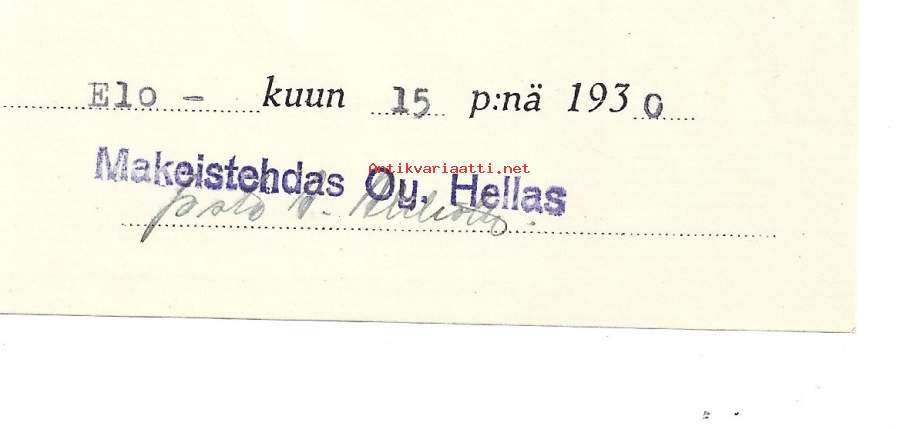 Elo - kuun 15 p:nä 1930
Antikvariaatti.net
Makeistehdas Oy. Hellas